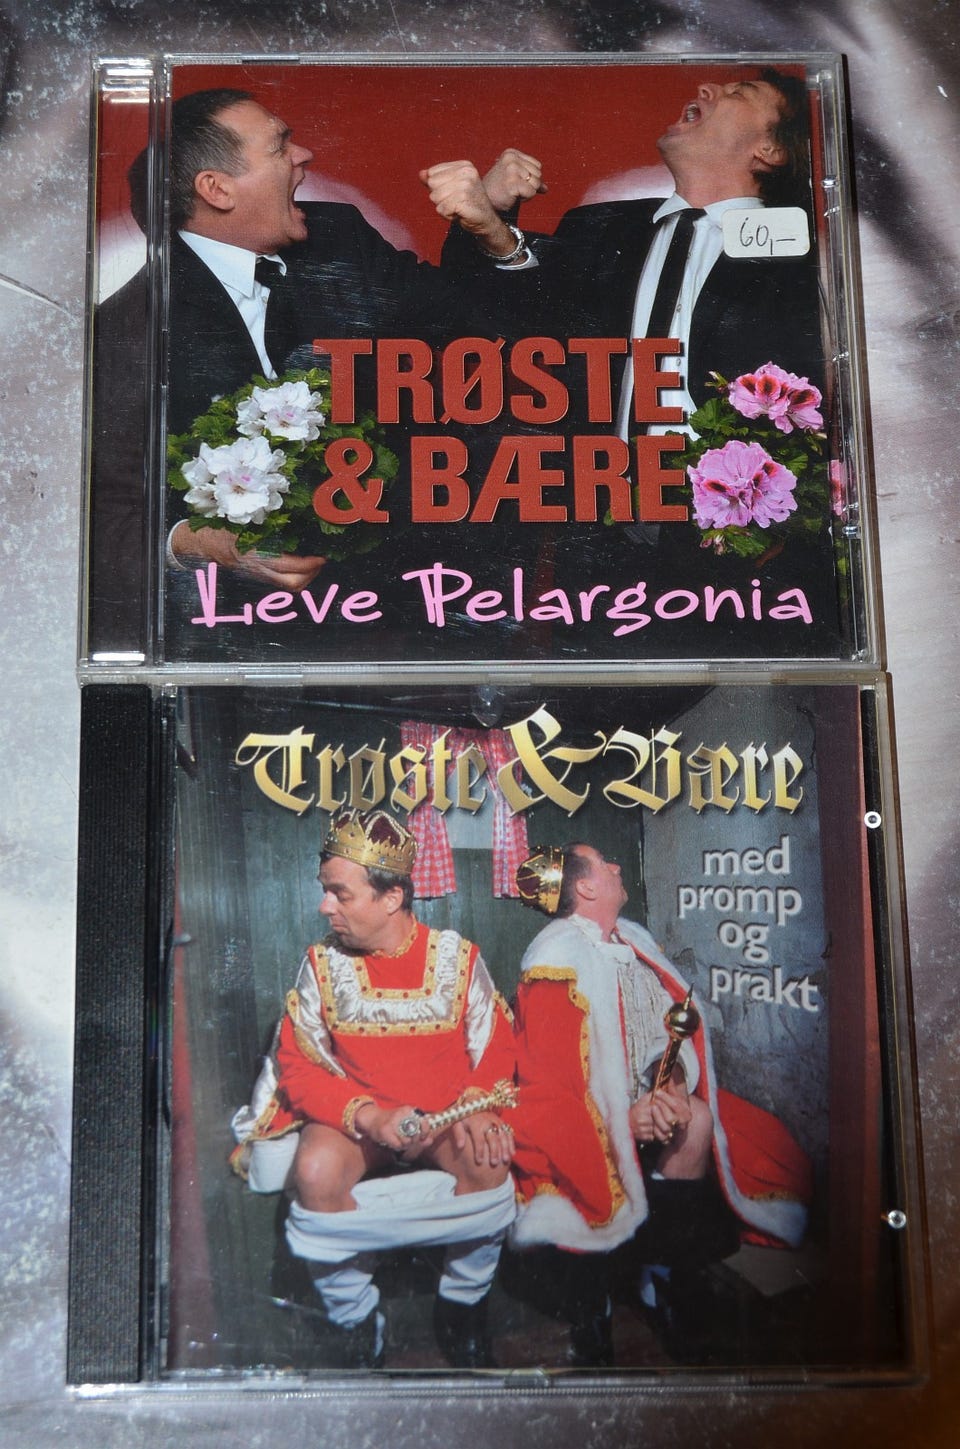 60,-
TRØSTE
& BÆRE
Leve Pelargonia
Trøste & Bære
med
promp
og
prakt